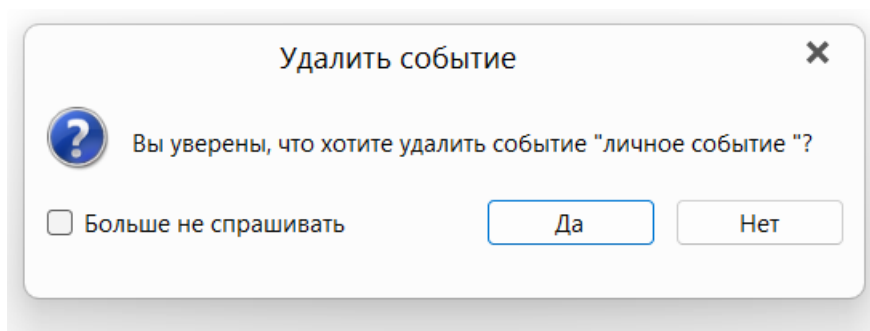 Удалить событие
Вы уверены, что хотите удалить событие "личное событие "?
Больше не спрашивать
Да
Нет